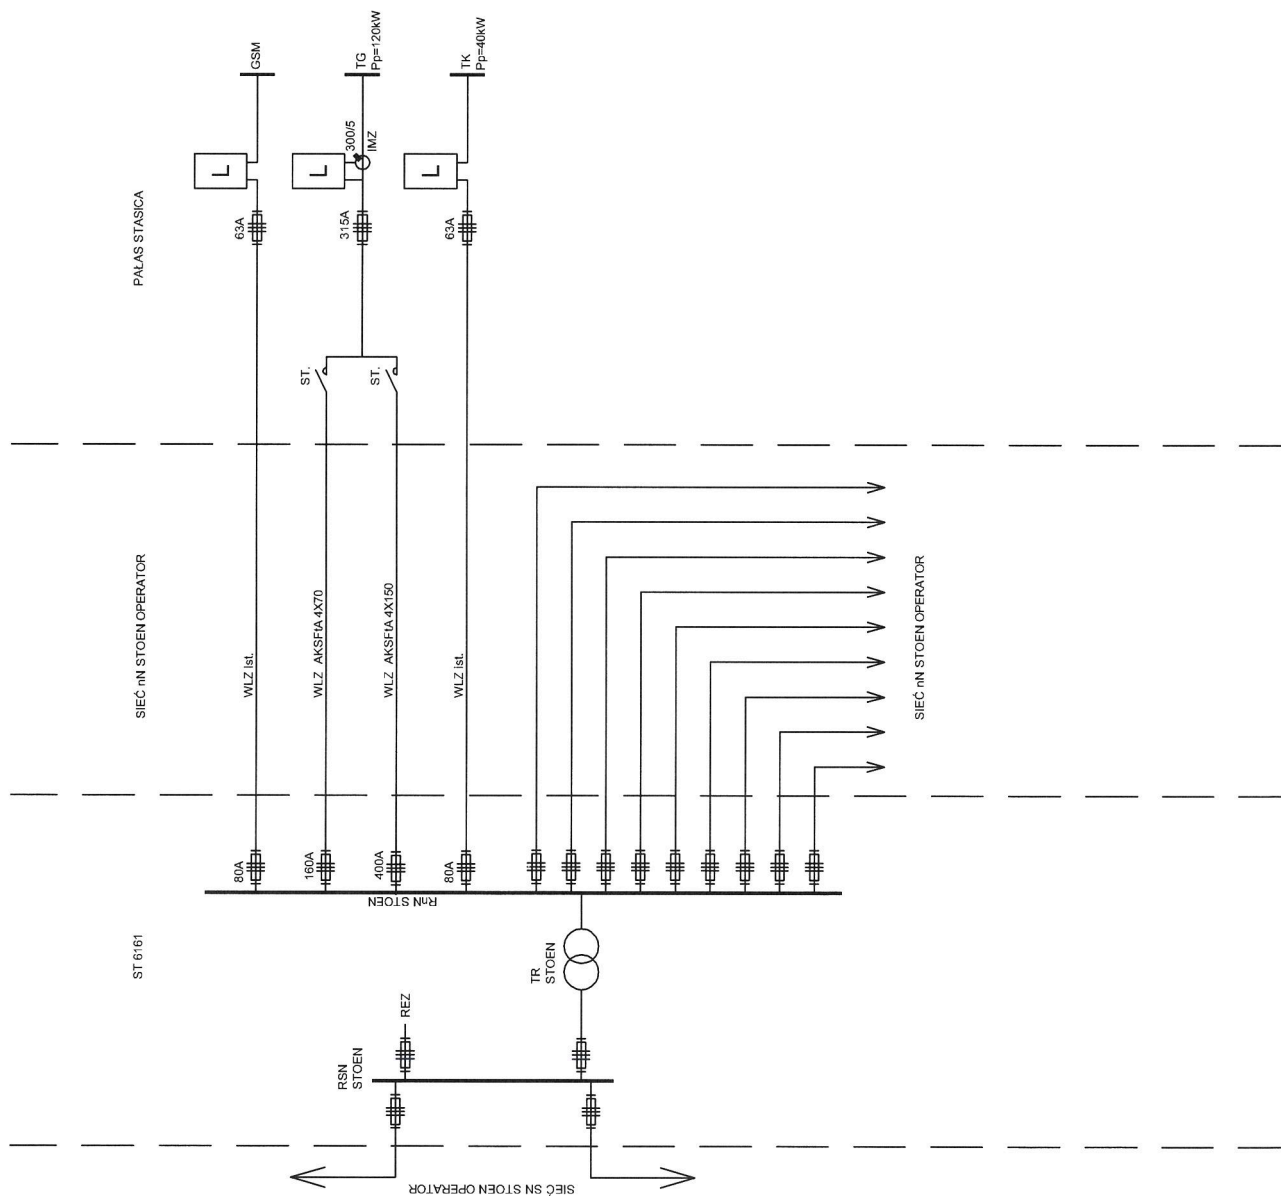 GSM
TG
Pp=120kW
TK
Pp=40kW
L
L
300/5
IMZ
L
63A
315A
63A
PAŁAS STASICA
ST.
ST.
SIEĆ nN STOEN OPERATOR
WLZ ist.
WLZ AKSFtA 4X70
WLZ AKSFtA 4X150
WLZ ist.
SIEĆ nN STOEN OPERATOR
80A
160A
400A
80A
RnN STOEN
ST 6161
TR
STOEN
REZ
RSN
STOEN
SIEĆ SN STOEN OPERATOR